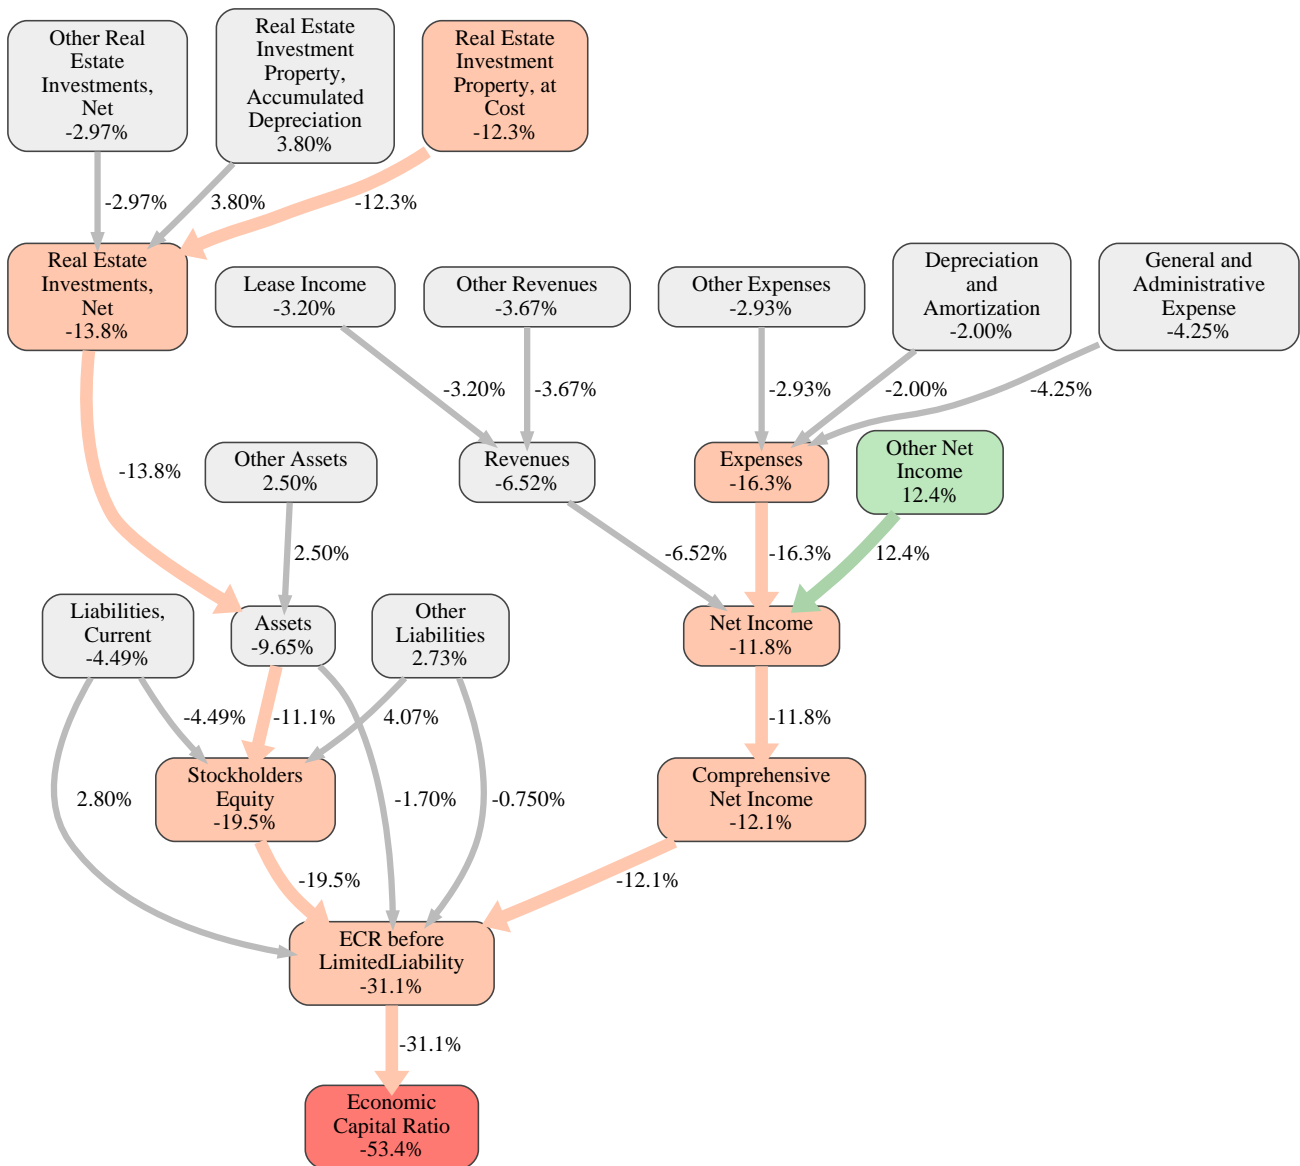 Other Real
Estate
Investments,
Net
-2.97%
Real Estate
Investment
Property,
Accumulated
Depreciation
3.80%
Real Estate
Investment
Property, at
Cost
-12.3%
-2.97%
3.80%
-12.3%
Real Estate
Investments,
Net
-13.8%
Lease Income
-3.20%
Other Revenues
-3.67%
Other Expenses
-2.93%
Depreciation
and
Amortization
-2.00%
General and
Administrative
Expense
-4.25%
-3.20%
-3.67%
-2.93%
-2.00%
-4.25%
-13.8%
Other Assets
2.50%
Revenues
-6.52%
Expenses
-16.3%
Other Net
Income
12.4%
2.50%
-6.52%
-16.3%
12.4%
Liabilities,
Current
-4.49%
Assets
-9.65%
Other
Liabilities
2.73%
Net Income
-11.8%
-4.49%
-11.1%
4.07%
-11.8%
2.80%
Stockholders
Equity
-19.5%
-1.70%
-0.750%
Comprehensive
Net Income
-12.1%
-19.5%
-12.1%
ECR before
LimitedLiability
-31.1%
-31.1%
Economic
Capital Ratio
-53.4%